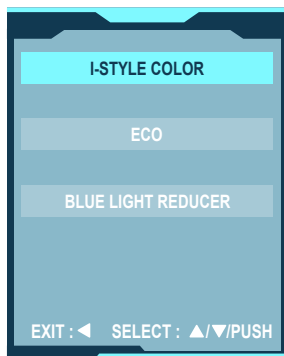 I-STYLE COLOR
ECO
BLUE LIGHT REDUCER
EXIT : ◀ SELECT : ▲/▼/PUSH